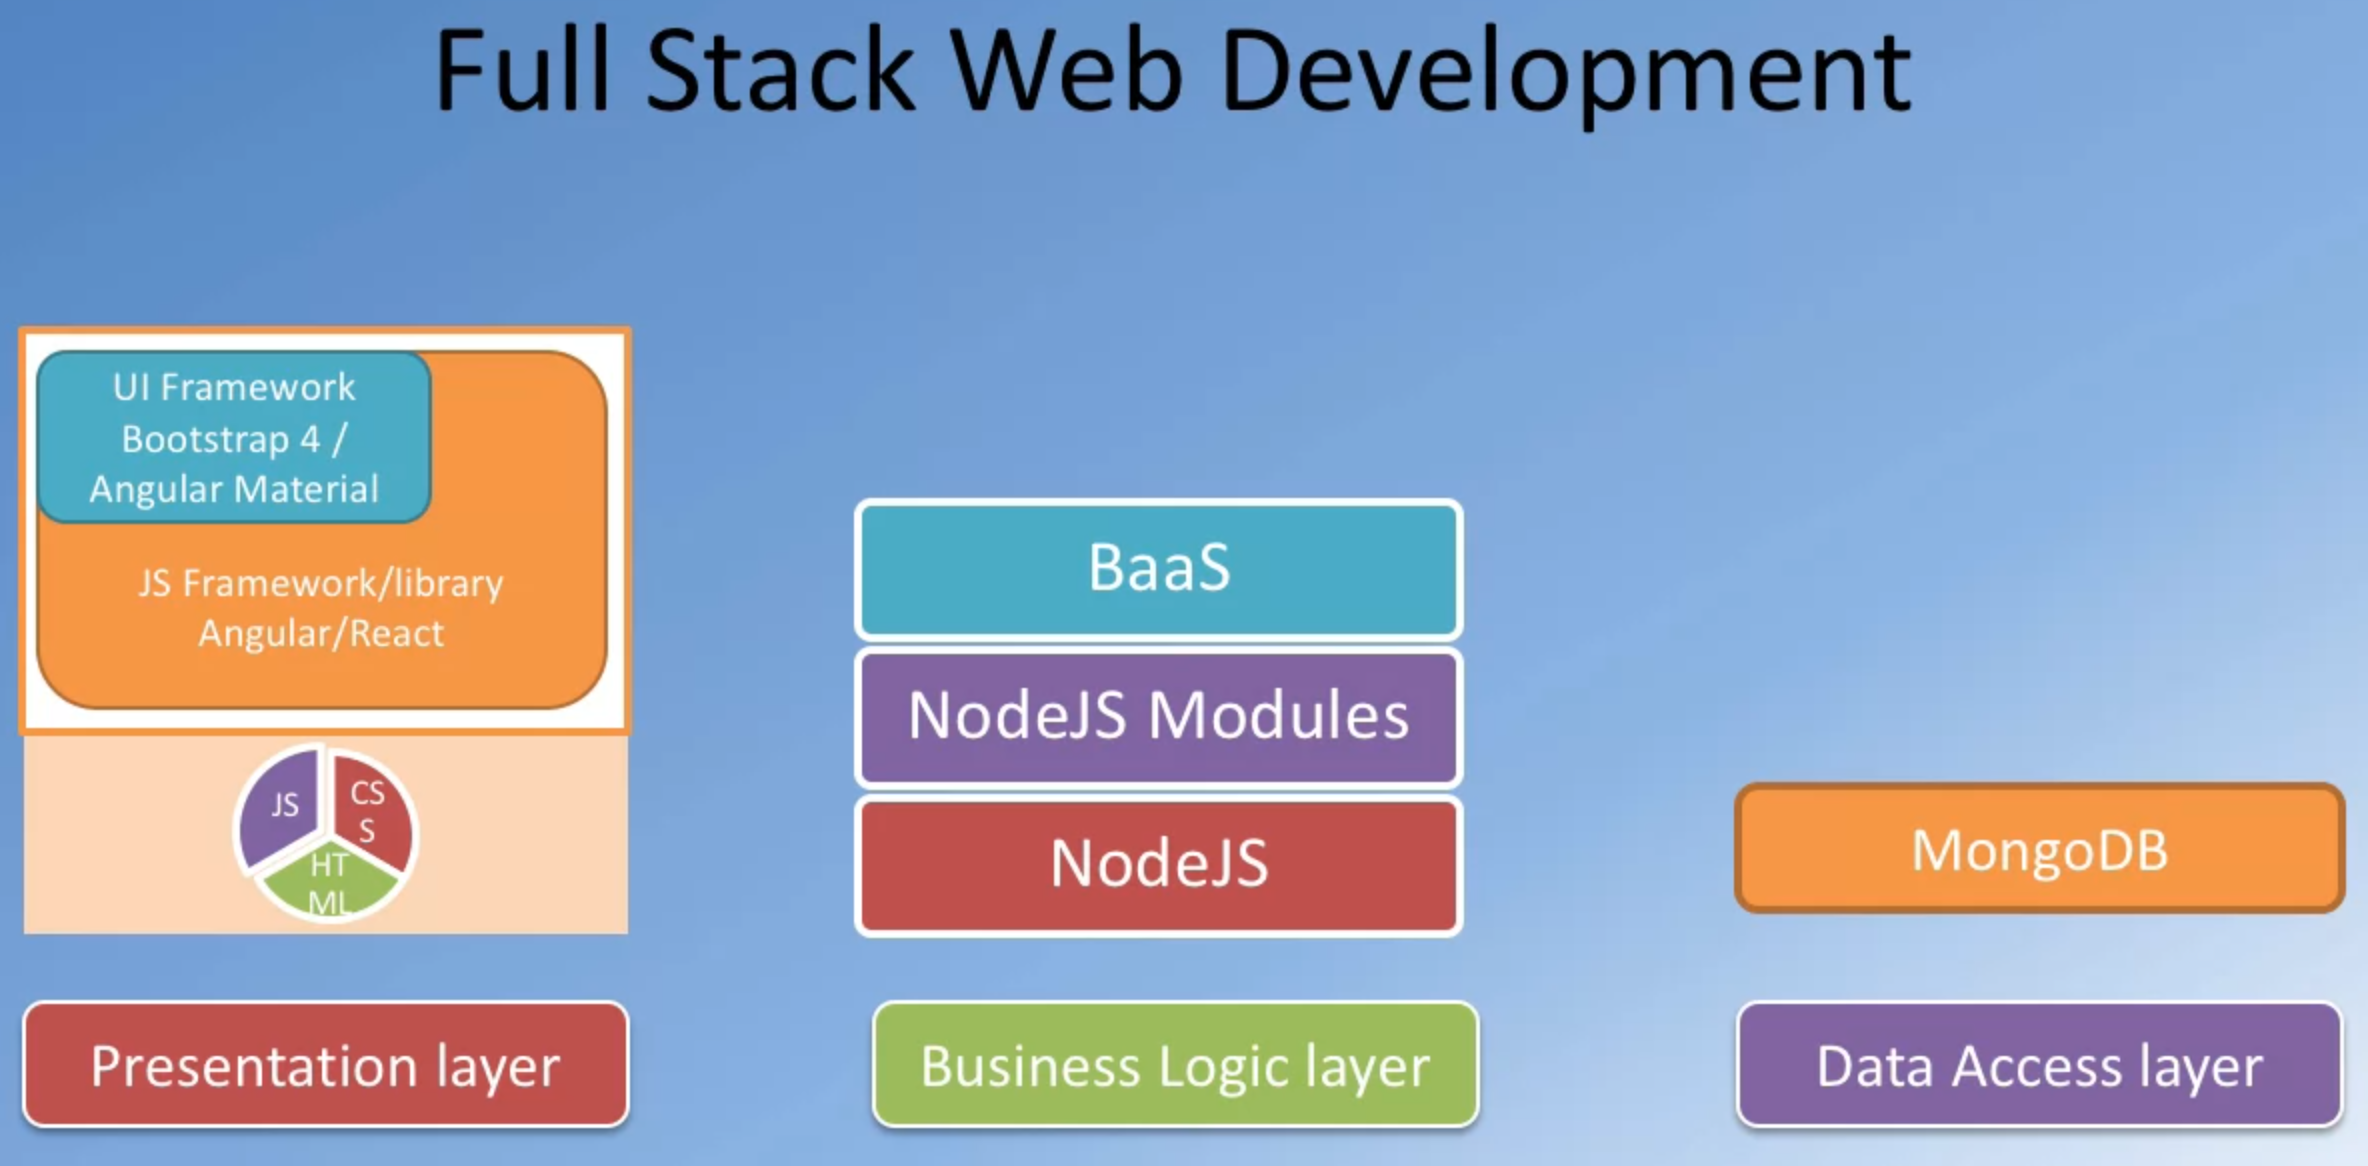 Full Stack Web Development
UI Framework
Bootstrap 4 /
Angular Material
JS Framework/library
Angular/React
JS
CS
S
HT
ML
Presentation layer
BaaS
NodeJS Modules
NodeJS
Business Logic layer
MongoDB
Data Access layer